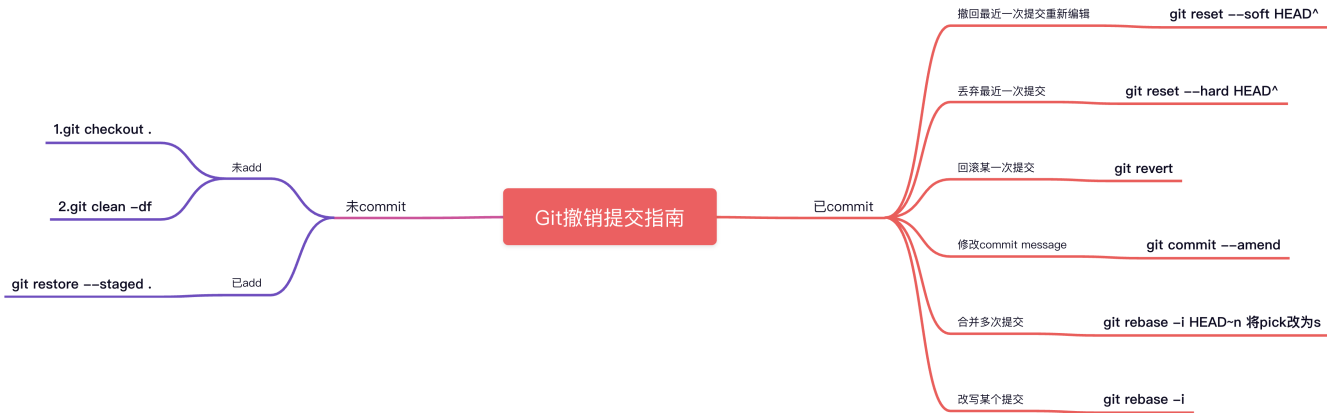 Git撤销提交指南
未commit
未add
1.git checkout .
2.git clean -df
已add
git restore --staged .
已commit
撤回最近一次提交重新编辑
git reset --soft HEAD^
丢弃最近一次提交
git reset --hard HEAD^
回滚某一次提交
git revert
修改commit message
git commit --amend
合并多次提交
git rebase -i HEAD~n 将pick改为s
改写某个提交
git rebase -i